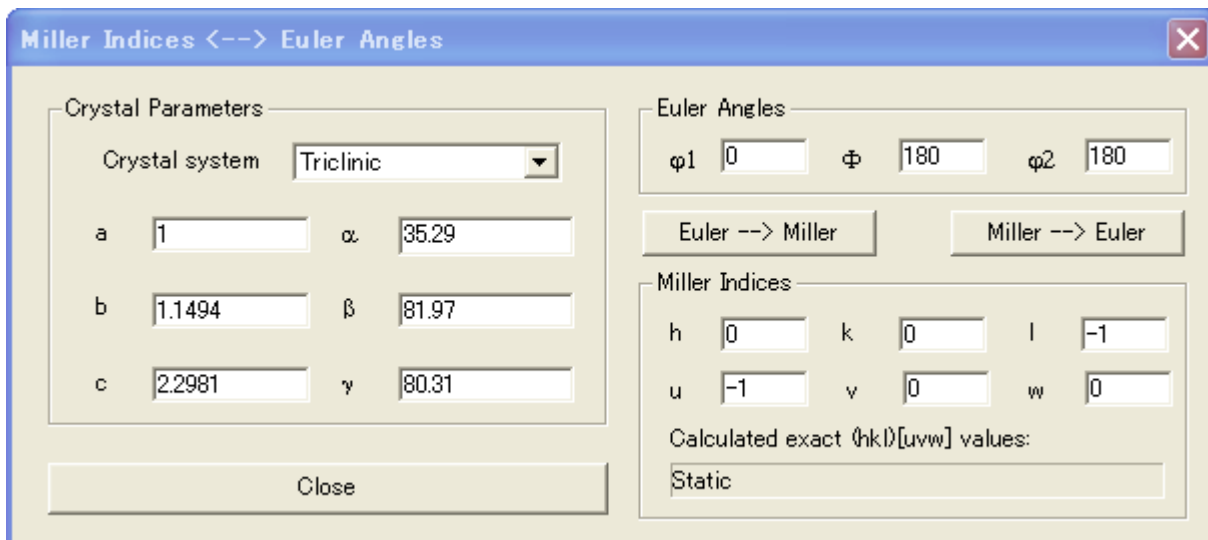 Miller Indices <--> Euler Angles
Crystal Parameters
Crystal system Triclinic
a 1 α 35.29
b 1.1494 β 81.97
c 2.2981 γ 80.31
Close
Euler Angles
φ1 0 Φ 180 φ2 180
Euler --> Miller Miller --> Euler
Miller Indices
h 0 k 0 l -1
u -1 v 0 w 0
Calculated exact (hkl)[uvw] values:
Static